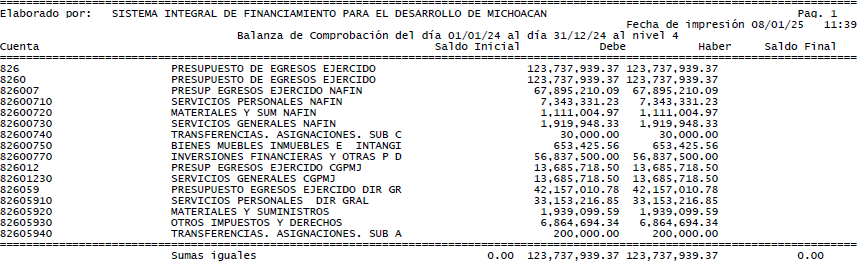 Elaborado por:   SISTEMA INTEGRAL DE FINANCIAMIENTO PARA EL DESARROLLO DE MICHOACAN   Pag. 1
Fecha de impresión 08/01/25   11:39
Balanza de Comprobación del día 01/01/24 al día 31/12/24 al nivel 4
Cuenta   Saldo Inicial   Debe   Haber   Saldo Final
826   PRESUPUESTO DE EGRESOS EJERCIDO   123,737,939.37 123,737,939.37
8260   PRESUPUESTO DE EGRESOS EJERCIDO   123,737,939.37 123,737,939.37
826007   PRESUP EGRESOS EJERCIDO NAFIN   67,895,210.09   67,895,210.09
82600710   SERVICIOS PERSONALES NAFIN   7,343,331.23   7,343,331.23
82600720   MATERIALES Y SUM NAFIN   1,111,004.97   1,111,004.97
82600730   SERVICIOS GENERALES NAFIN   1,919,948.33   1,919,948.33
82600740   TRANSFERENCIAS. ASIGNACIONES. SUB C   30,000.00   30,000.00
82600750   BIENES MUEBLES INMUEBLES E  INTANGI   653,425.56   653,425.56
82600770   INVERSIONES FINANCIERAS Y OTRAS P D   56,837,500.00   56,837,500.00
826012   PRESUP EGRESOS EJERCIDO CGPMJ   13,685,718.50   13,685,718.50
82601230   SERVICIOS GENERALES CGPMJ   13,685,718.50   13,685,718.50
826059   PRESUPUESTO EGRESOS EJERCIDO DIR GR   42,157,010.78   42,157,010.78
82605910   SERVICIOS PERSONALES  DIR GRAL   33,153,216.85   33,153,216.85
82605920   MATERIALES Y SUMINISTROS   1,939,099.59   1,939,099.59
82605930   OTROS IMPUESTOS Y DERECHOS   6,864,694.34   6,864,694.34
82605940   TRANSFERENCIAS. ASIGNACIONES. SUB A   200,000.00   200,000.00
Sumas iguales   0.00   123,737,939.37 123,737,939.37   0.00